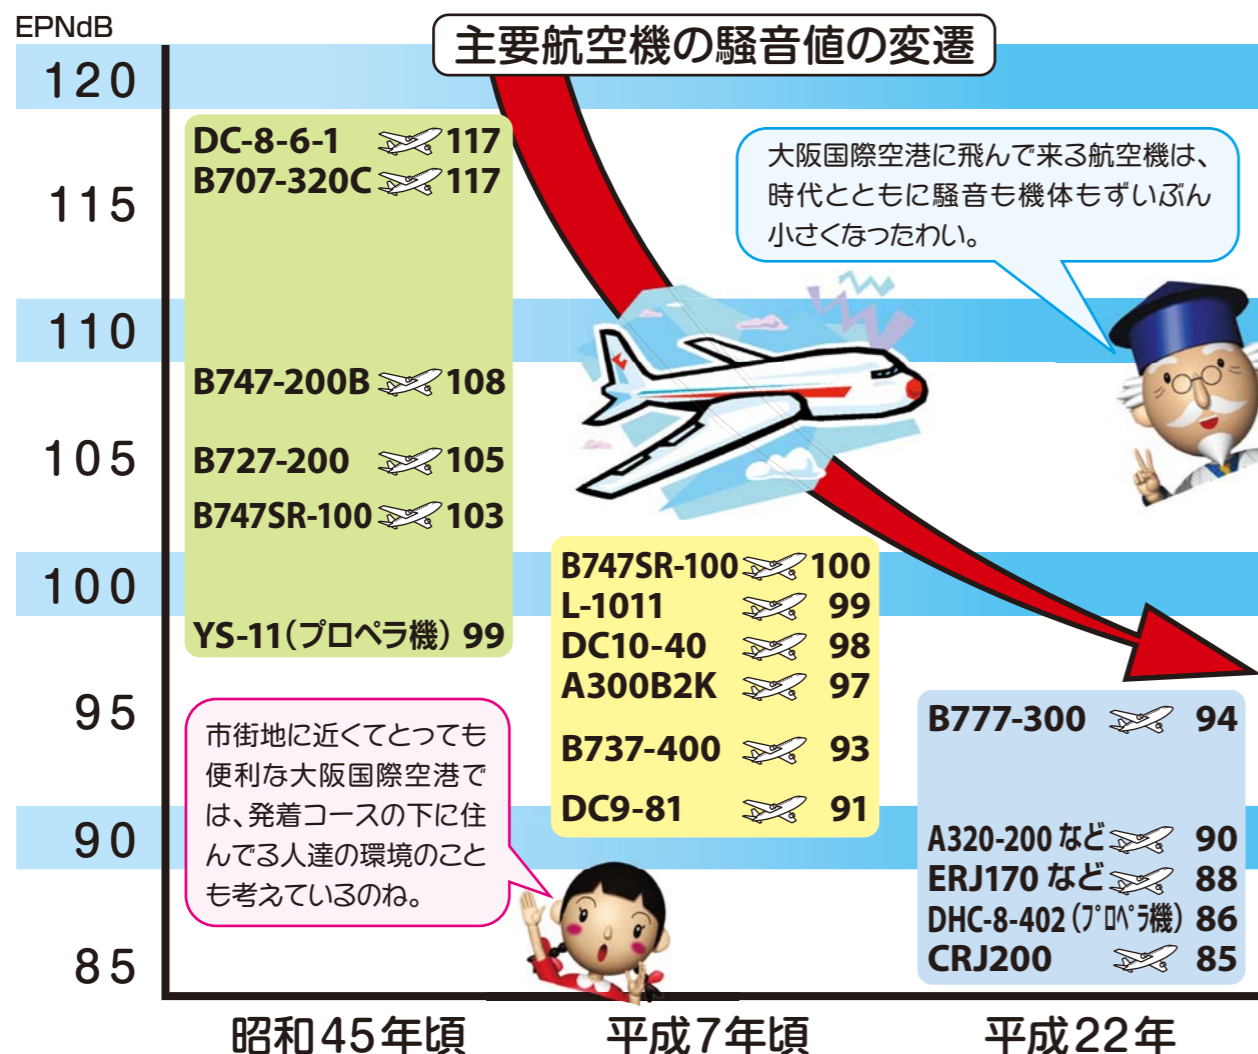 EPNdB
主要航空機の騒音値の変遷
120
115
110
105
100
95
90
85
DC-8-6-1 117
B707-320C 117
B747-200B 108
B727-200 105
B747SR-100 103
YS-11(プロペラ機) 99
B747SR-100 100
L-1011 99
DC10-40 98
A300B2K 97
B737-400 93
DC9-81 91
B777-300 94
A320-200 など 90
ERJ170 など 88
DHC-8-402(プロペラ機) 86
CRJ200 85
大阪国際空港に飛んで来る航空機は、
時代とともに騒音も機体もずいぶん
小さくなったわい。
市街地に近くてとっても
便利な大阪国際空港で
は、発着コースの下に住
んでる人達の環境のこと
も考えているのね。
昭和45年頃
平成7年頃
平成22年